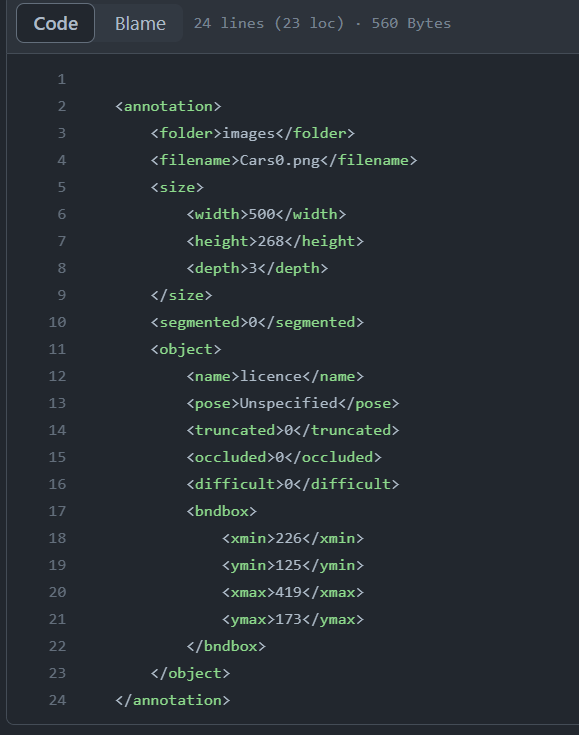 Code Blame 24 lines (23 loc) · 560 Bytes
1
2 <annotation>
3 <folder>images</folder>
4 <filename>Cars0.png</filename>
5 <size>
6 <width>500</width>
7 <height>268</height>
8 <depth>3</depth>
9 </size>
10 <segmented>0</segmented>
11 <object>
12 <name>licence</name>
13 <pose>Unspecified</pose>
14 <truncated>0</truncated>
15 <occluded>0</occluded>
16 <difficult>0</difficult>
17 <bndbox>
18 <xmin>226</xmin>
19 <ymin>125</ymin>
20 <xmax>419</xmax>
21 <ymax>173</ymax>
22 </bndbox>
23 </object>
24 </annotation>